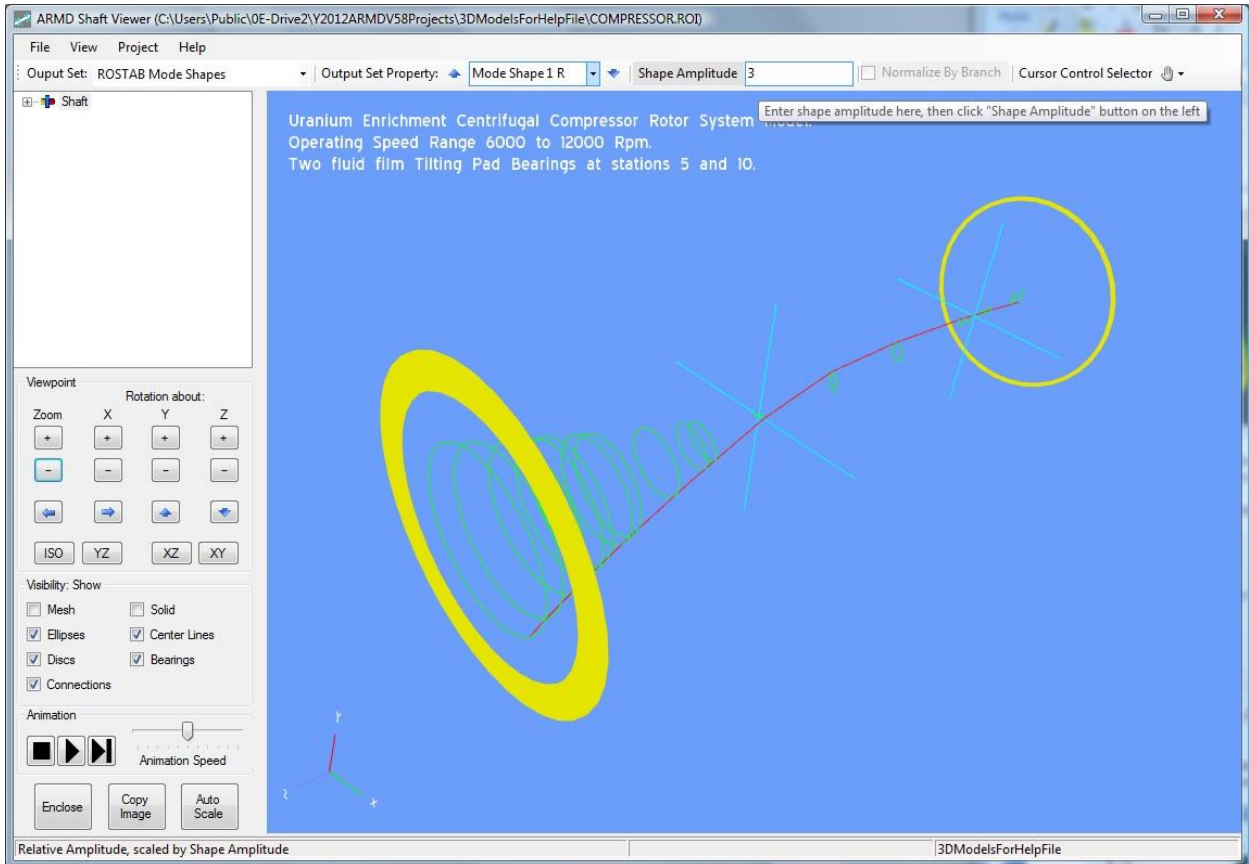 ARMD Shaft Viewer (C:\Users\Public\0E-Drive2\Y2012ARMDV58Projects\3DModelsForHelpFile\COMPRESSOR.ROI)
File View Project Help
Ouput Set: ROSTAB Mode Shapes Output Set Property: Mode Shape 1 R Shape Amplitude 3 Normalize By Branch Cursor Control Selector
Shaft
Enter shape amplitude here, then click "Shape Amplitude" button on the left
Uranium Enrichment Centrifugal Compressor Rotor System
Operating Speed Range 6000 to 12000 Rpm.
Two fluid film Tilting Pad Bearings at stations 5 and 10.
Viewpoint
Rotation about:
Zoom X Y Z
+ + + +
- - - -
ISO YZ XZ XY
Visibility: Show
Mesh Solid
Ellipses Center Lines
Discs Bearings
Connections
Animation
Animation Speed
Enclose Copy Image Auto Scale
Y
Z
X
Relative Amplitude, scaled by Shape Amplitude 3DModelsForHelpFile